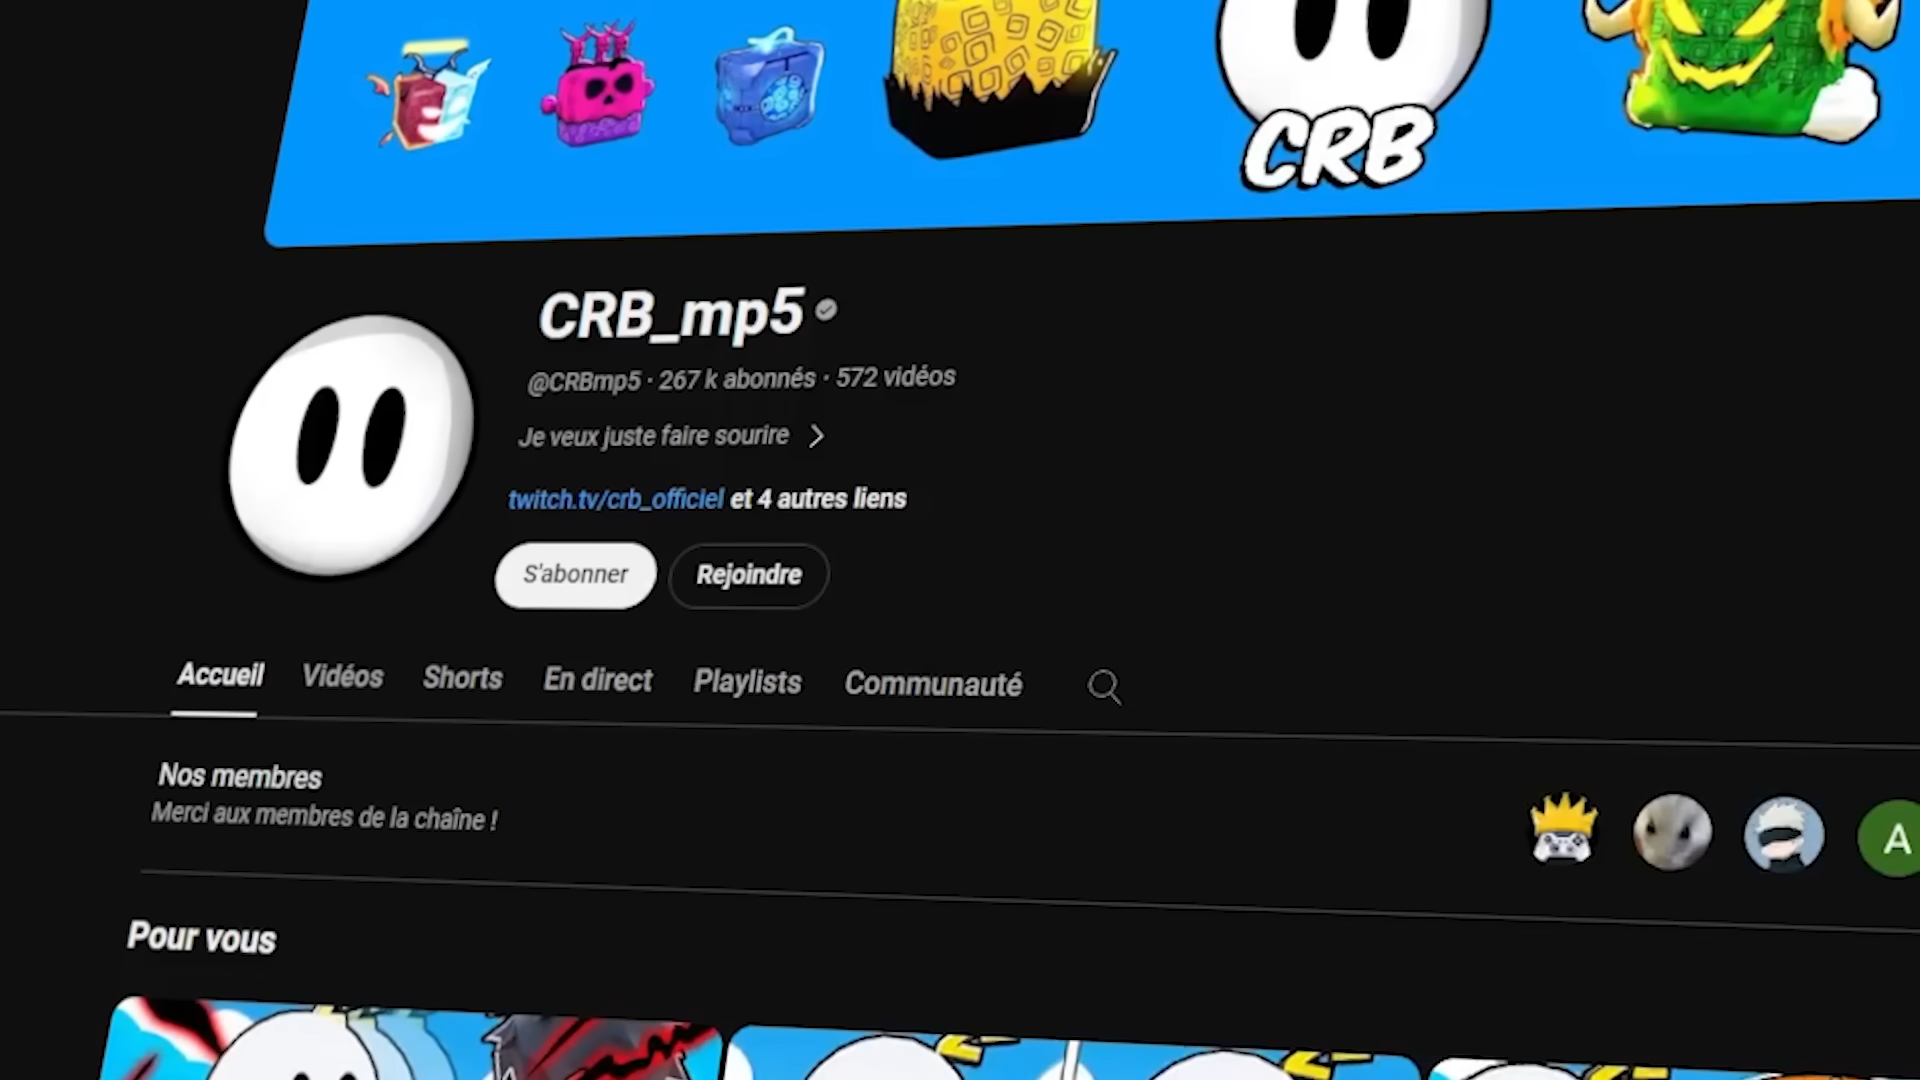 CRB
CRB_mp5
@CRBmp5 · 267 k abonnés · 572 vidéos
Je veux juste faire sourire
twitch.tv/crb_officiel et 4 autres liens
S'abonner
Rejoindre
Accueil Vidéos Shorts En direct Playlists Communauté
Nos membres
Merci aux membres de la chaîne !
A
Pour vous